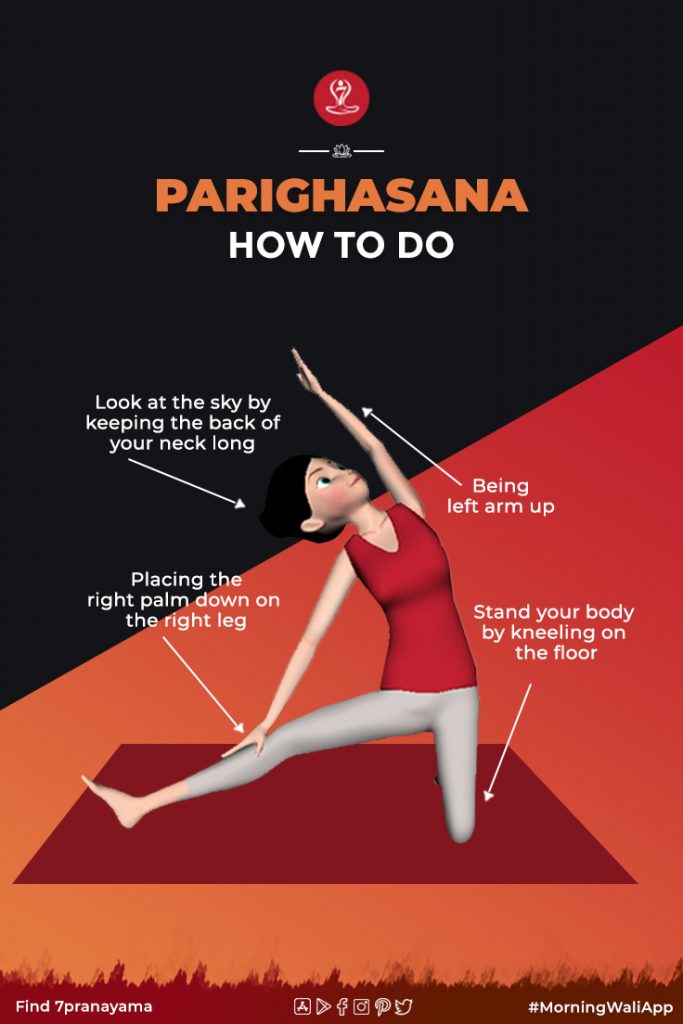 PARIGHASANA
HOW TO DO
Look at the sky by
keeping the back of
your neck long
Being
left arm up
Placing the
right palm down on
the right leg
Stand your body
by kneeling on
the floor
Find 7pranayama
#MorningWaliApp